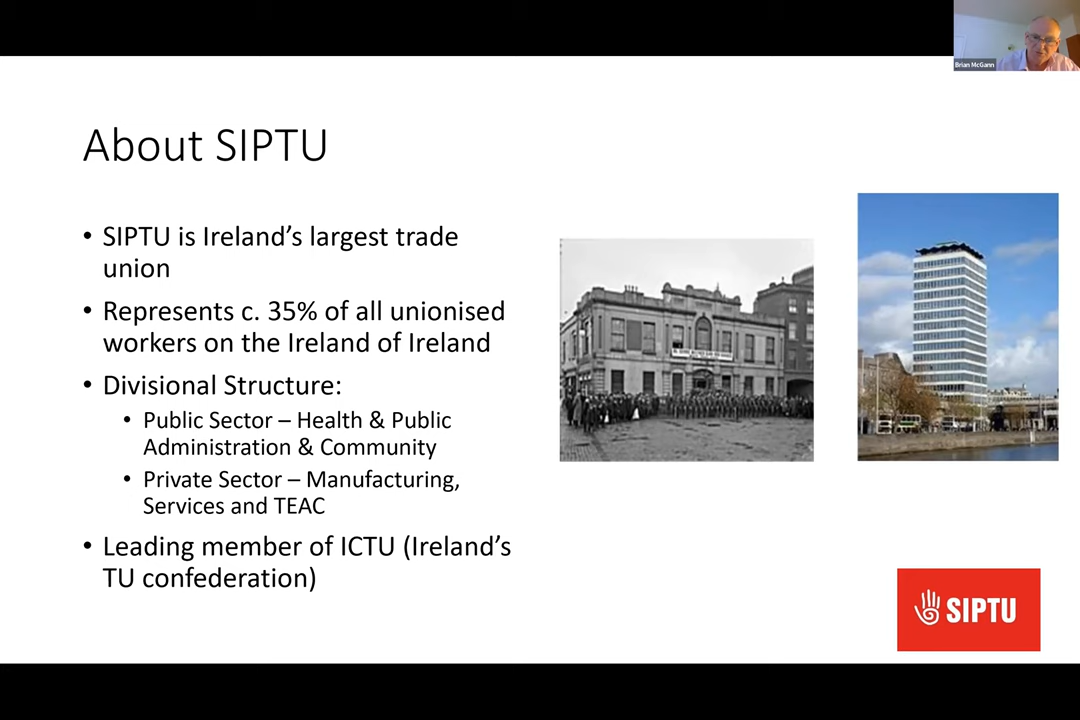 Brian McGann
About SIPTU
• SIPTU is Ireland's largest trade
union
• Represents c. 35% of all unionised
workers on the Ireland of Ireland
• Divisional Structure:
• Public Sector – Health & Public
Administration & Community
• Private Sector – Manufacturing,
Services and TEAC
• Leading member of ICTU (Ireland's
TU confederation)
SIPTU